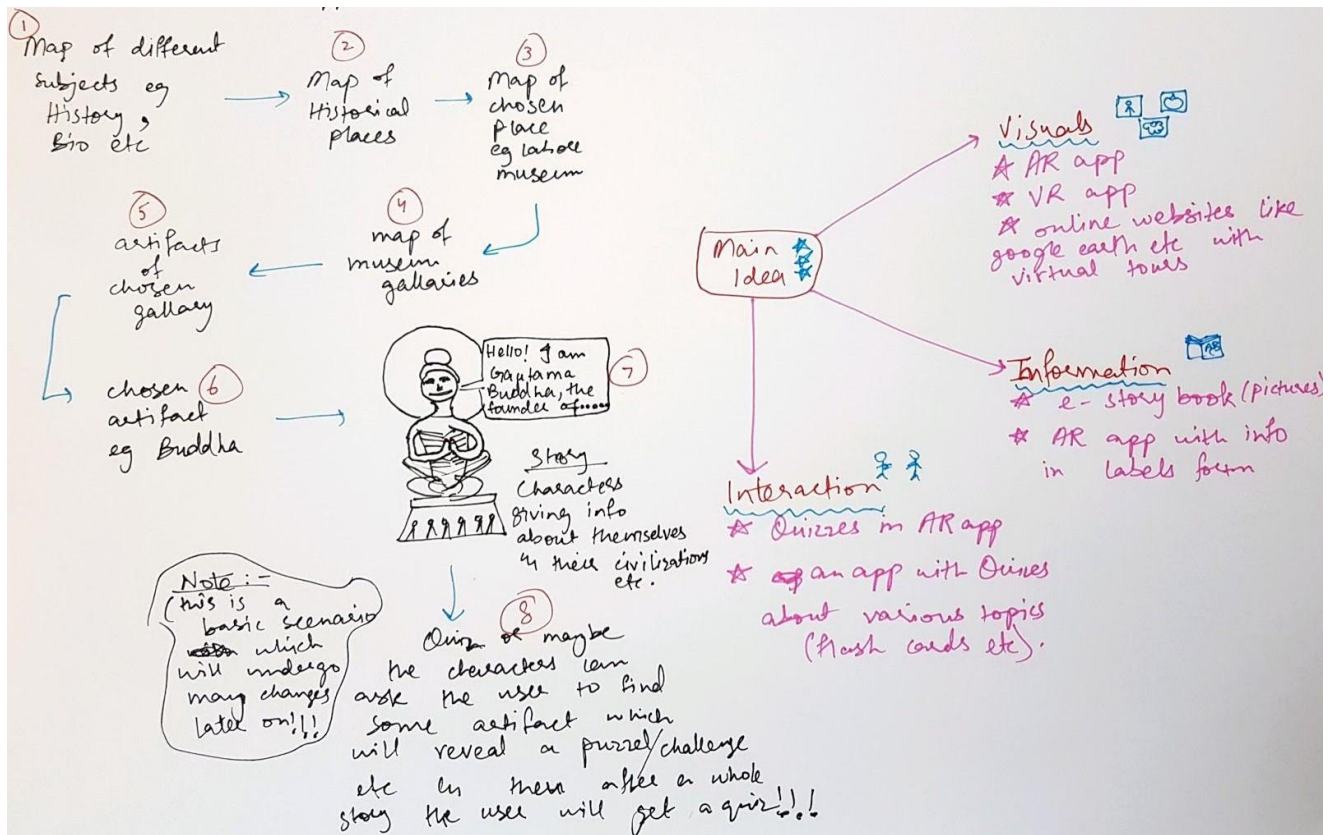 1
Map of different
subjects eg
History,
Bio etc
2
Map of
Historical
places
3
Map of
chosen
place
eg lahore
museum
4
map of
museum
gallaries
5
artifacts
of
chosen
gallary
6
chosen
artifact
eg Buddha
7
Hello! I am
Gautama
Buddha, the
founder of.....
Story
Characters
giving info
about themselves
& their civilizations
etc.
8
Quiz or maybe
the characters can
ask the user to find
some artifact which
will reveal a puzzel/challenge
etc & then after a whole
story the user will get a quiz!!!!
Note:-
this is a
basic scenario
which
will undergo
many changes
later on!!!
Main
Idea
Visuals
AR app
VR app
online websites like
google earth etc with
virtual tours
Information
e-story book (pictures)
AR app with info
in labels form
Interaction
Quizzes in AR app
an app with Quizes
about various topics
(flash cards etc).